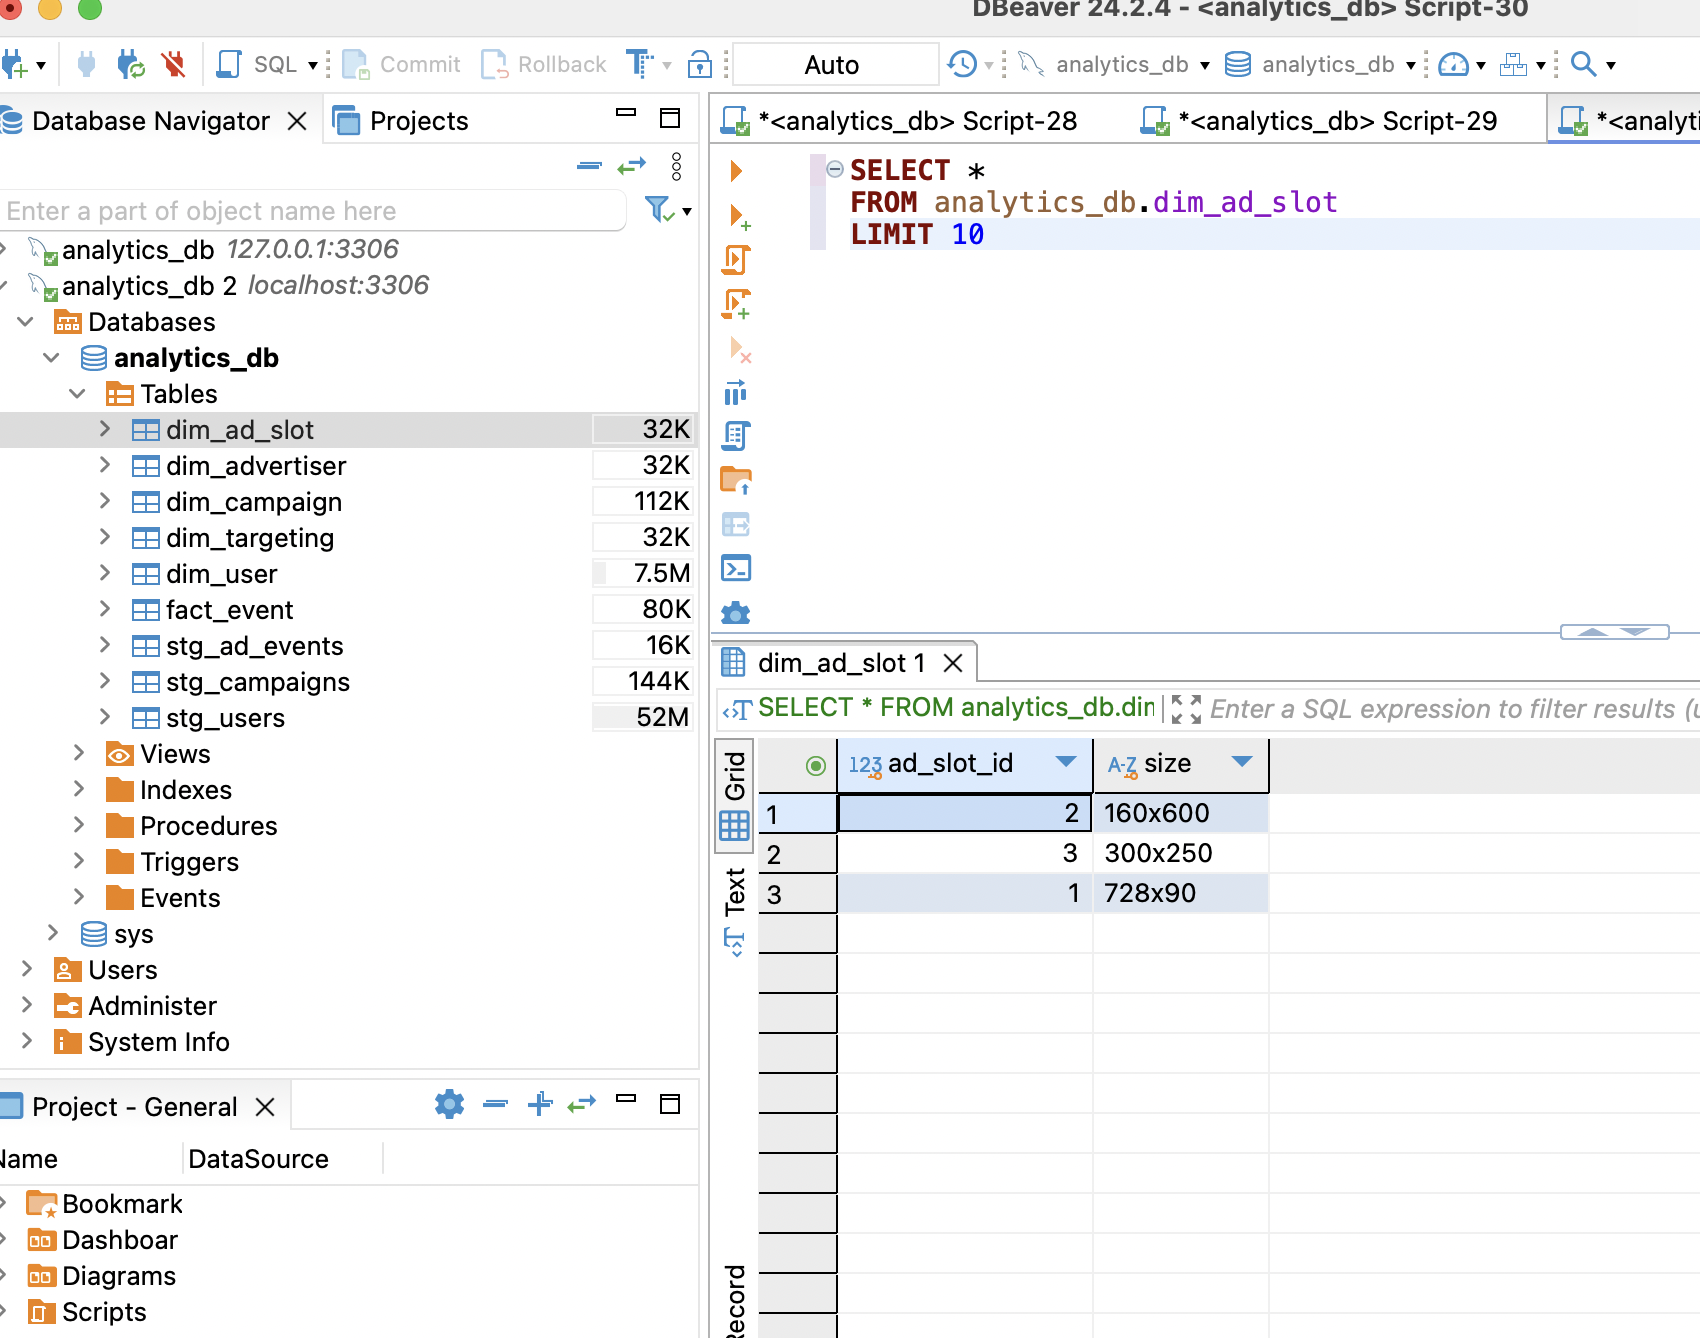 DBeaver 24.2.4 - <analytics_db> Script-30
SQL
Commit
Rollback
Auto
analytics_db
analytics_db
Database Navigator
Projects
Enter a part of object name here
analytics_db 127.0.0.1:3306
analytics_db 2 localhost:3306
Databases
analytics_db
Tables
dim_ad_slot 32K
dim_advertiser 32K
dim_campaign 112K
dim_targeting 32K
dim_user 7.5M
fact_event 80K
stg_ad_events 16K
stg_campaigns 144K
stg_users 52M
Views
Indexes
Procedures
Triggers
Events
sys
Users
Administer
System Info
Project - General
Name DataSource
Bookmark
Dashboar
Diagrams
Scripts
*<analytics_db> Script-28
*<analytics_db> Script-29
*<analyti
SELECT *
FROM analytics_db.dim_ad_slot
LIMIT 10
dim_ad_slot 1
SELECT * FROM analytics_db.din
Enter a SQL expression to filter results (u
Grid
Text
Record
123 ad_slot_id A-Z size
1 2 160x600
2 3 300x250
3 1 728x90